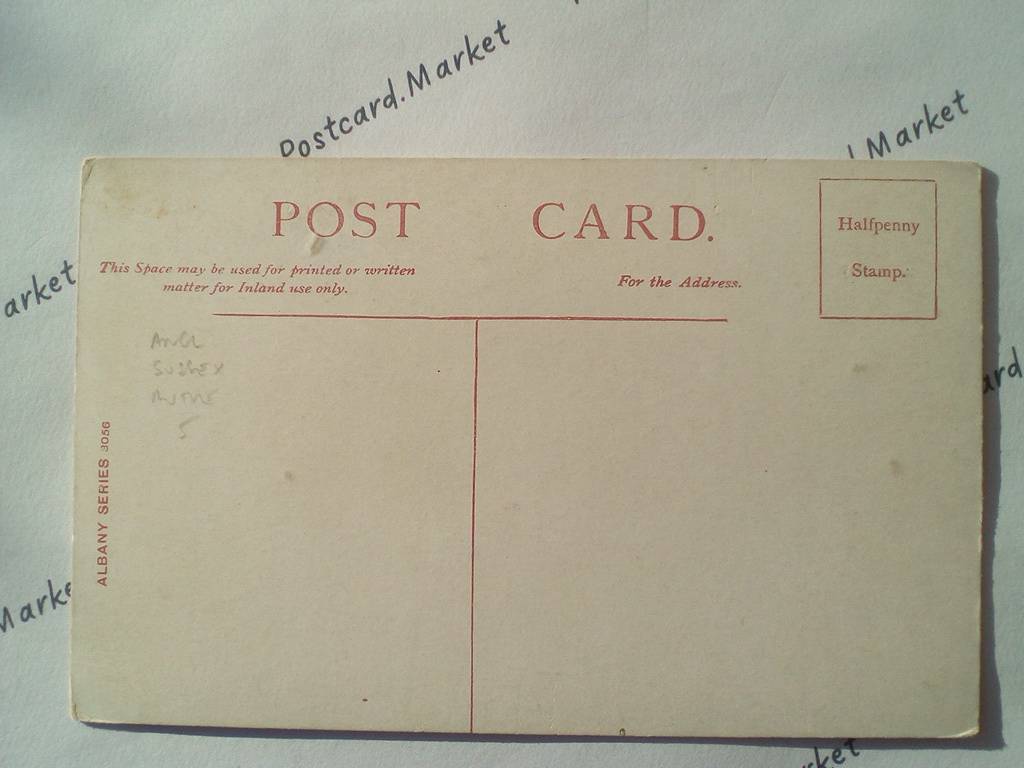 Postcard.Market
Market
POST CARD.
This Space may be used for printed or written
matter for Inland use only.
For the Address.
Halfpenny
Stamp.
SUSSEX
5
ALBANY SERIES 3056
arket
ard
Marke
rket